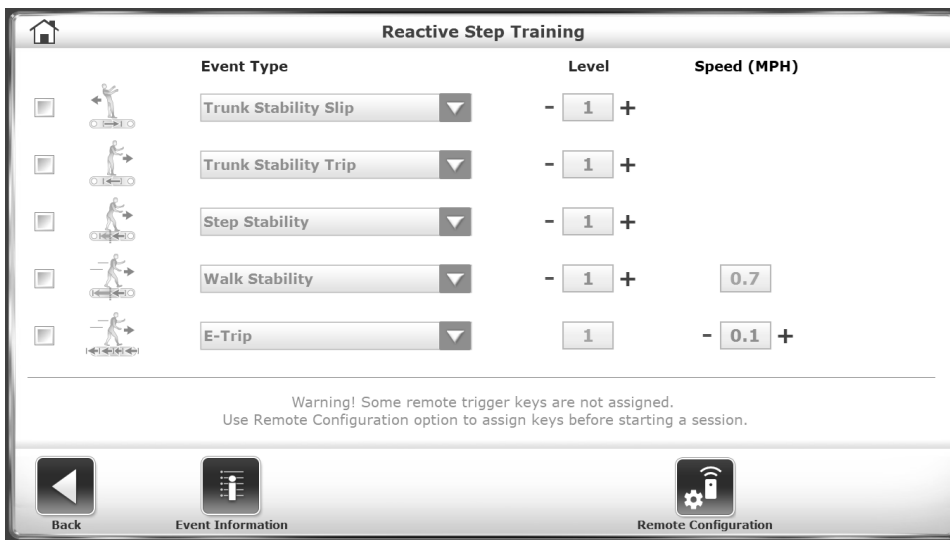 Reactive Step Training
Event Type Level Speed (MPH)
Trunk Stability Slip - 1 +
Trunk Stability Trip - 1 +
Step Stability - 1 +
Walk Stability - 1 + 0.7
E-Trip 1 - 0.1 +
Warning! Some remote trigger keys are not assigned.
Use Remote Configuration option to assign keys before starting a session.
Back Event Information Remote Configuration